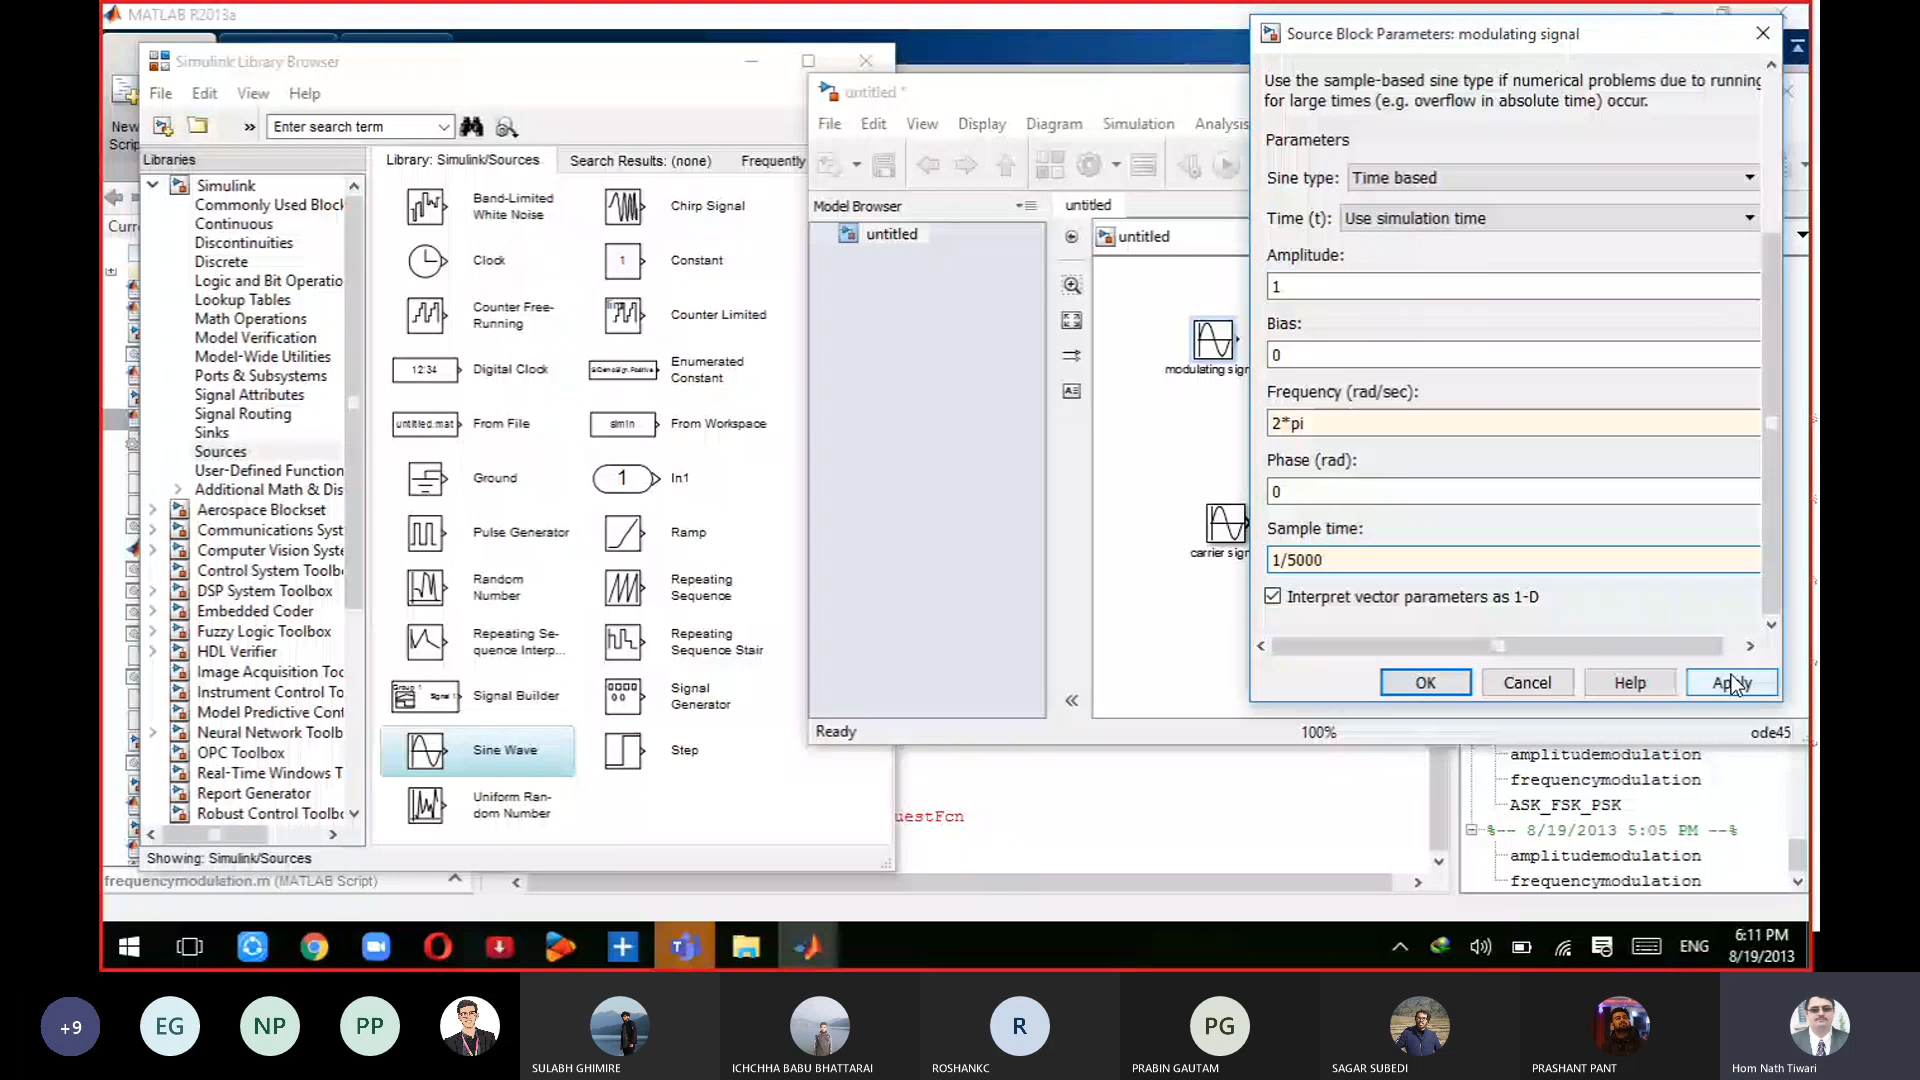 MATLAB R2013a
Simulink Library Browser
File Edit View Help
» Enter search term
New
Scrip
Libraries
Library: Simulink/Sources Search Results: (none) Frequently
Simulink
Commonly Used Block
Continuous
Discontinuities
Discrete
Logic and Bit Operatio
Lookup Tables
Math Operations
Model Verification
Model-Wide Utilities
Ports & Subsystems
Signal Attributes
Signal Routing
Sinks
Sources
User-Defined Function
Additional Math & Dis
Aerospace Blockset
Communications Syst
Computer Vision Syste
Control System Toolb
DSP System Toolbox
Embedded Coder
Fuzzy Logic Toolbox
HDL Verifier
Image Acquisition Too
Instrument Control To
Model Predictive Cont
Neural Network Toolb
OPC Toolbox
Real-Time Windows T
Report Generator
Robust Control Toolbo
Curre
Band-Limited
White Noise
Chirp Signal
Clock
1
Constant
Counter Free-
Running
Counter Limited
12:34
Digital Clock
Enumerated
Constant
untitled.mat
From File
simin
From Workspace
Ground
1
In1
Pulse Generator
Ramp
Random
Number
Repeating
Sequence
Repeating Se-
quence Interp...
Repeating
Sequence Stair
Group 1
Signal 1
Signal Builder
Signal
Generator
Sine Wave
Step
Uniform Ran-
dom Number
Showing: Simulink/Sources
frequencymodulation.m (MATLAB Script)
untitled *
File Edit View Display Diagram Simulation Analysis
Model Browser
untitled
untitled
untitled
modulating sign
carrier sign
Ready
100%
ode45
Source Block Parameters: modulating signal
Use the sample-based sine type if numerical problems due to running
for large times (e.g. overflow in absolute time) occur.
Parameters
Sine type: Time based
Time (t): Use simulation time
Amplitude:
1
Bias:
0
Frequency (rad/sec):
2*pi
Phase (rad):
0
Sample time:
1/5000
Interpret vector parameters as 1-D
OK Cancel Help Apply
uestFcn
amplitudemodulation
frequencymodulation
ASK_FSK_PSK
%-- 8/19/2013 5:05 PM --%
amplitudemodulation
frequencymodulation
ENG
6:11 PM
8/19/2013
+9
EG
NP
PP
R
PG
SULABH GHIMIRE
ICHCHHA BABU BHATTARAI
ROSHANKC
PRABIN GAUTAM
SAGAR SUBEDI
PRASHANT PANT
Hom Nath Tiwari